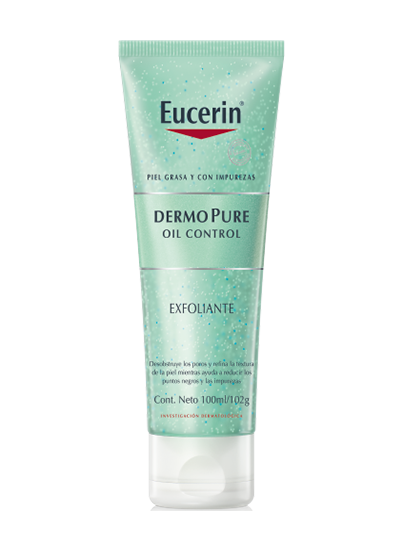 Eucerin®
PIEL GRASA Y CON IMPUREZAS
DERMOPURE
OIL CONTROL
EXFOLIANTE
Desobstruye los poros y refina la textura
de la piel mientras ayuda a reducir los
puntos negros y las impurezas
Cont. Neto 100ml/102g
INVESTIGACIÓN DERMATOLÓGICA